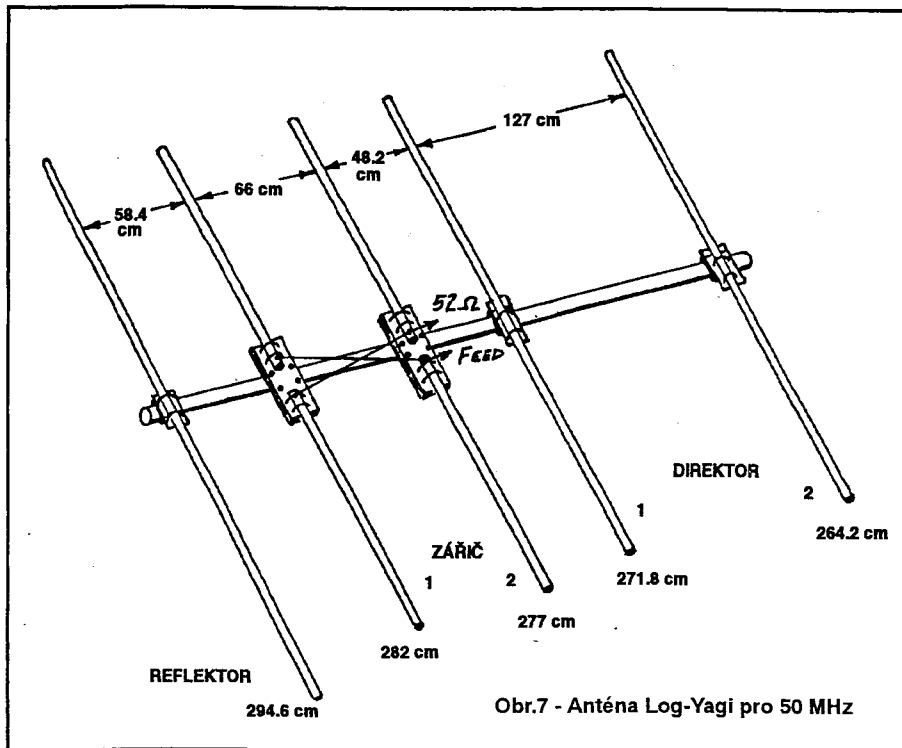 127 cm
48.2
cm
66 cm
58.4
cm
52Ω
FEED
DIREKTOR
1
2
264.2 cm
ZÁŘIČ
1
2
271.8 cm
277 cm
282 cm
REFLEKTOR
294.6 cm
Obr.7 - Anténa Log-Yagi pro 50 MHz